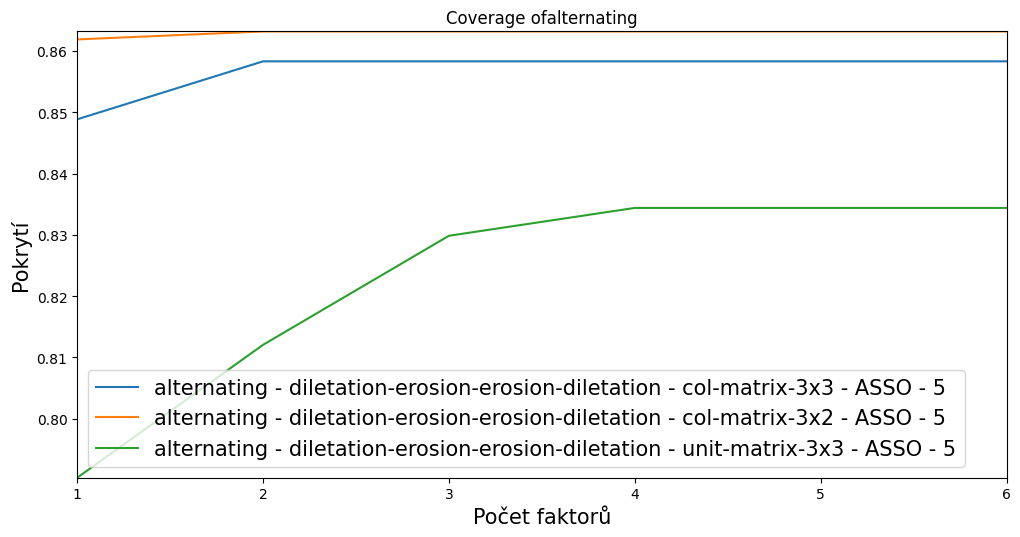 Coverage ofalternating
0.86
0.85
0.84
0.83
0.82
0.81
0.80
Pokrytí
alternating - diletation-erosion-erosion-diletation - col-matrix-3x3 - ASSO - 5
alternating - diletation-erosion-erosion-diletation - col-matrix-3x2 - ASSO - 5
alternating - diletation-erosion-erosion-diletation - unit-matrix-3x3 - ASSO - 5
1 2 3 4 5 6
Počet faktorů